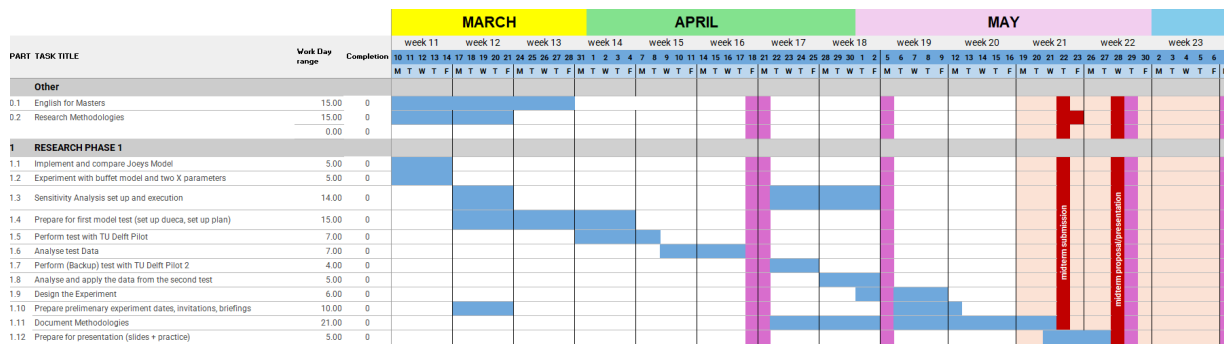 MARCH APRIL MAY
week 11 week 12 week 13 week 14 week 15 week 16 week 17 week 18 week 19 week 20 week 21 week 22 week 23
PART TASK TITLE Work Day range Completion 10 11 12 13 14 17 18 19 20 21 24 25 26 27 28 31 1 2 3 4 7 8 9 10 11 14 15 16 17 18 21 22 23 24 25 28 29 30 1 2 5 6 7 8 9 12 13 14 15 16 19 20 21 22 23 26 27 28 29 30 2 3 4 5 6
M T W T F M T W T F M T W T F M T W T F M T W T F M T W T F M T W T F M T W T F M T W T F M T W T F M T W T F M T W T F M T W T F
Other
0.1 English for Masters 15.00 0
0.2 Research Methodologies 15.00 0
0.00 0
1 RESEARCH PHASE 1
1.1 Implement and compare Joeys Model 5.00 0
1.2 Experiment with buffet model and two X parameters 5.00 0
1.3 Sensitivity Analysis set up and execution 14.00 0
1.4 Prepare for first model test (set up dueca, set up plan) 15.00 0
1.5 Perform test with TU Delft Pilot 7.00 0
1.6 Analyse test Data 7.00 0
1.7 Perform (Backup) test with TU Delft Pilot 2 4.00 0
1.8 Analyse and apply the data from the second test 5.00 0
1.9 Design the Experiment 6.00 0
1.10 Prepare prelimenary experiment dates, invitations, briefings 10.00 0
1.11 Document Methodologies 21.00 0
1.12 Prepare for presentation (slides + practice) 5.00 0
midterm submission
midterm proposal/presentation